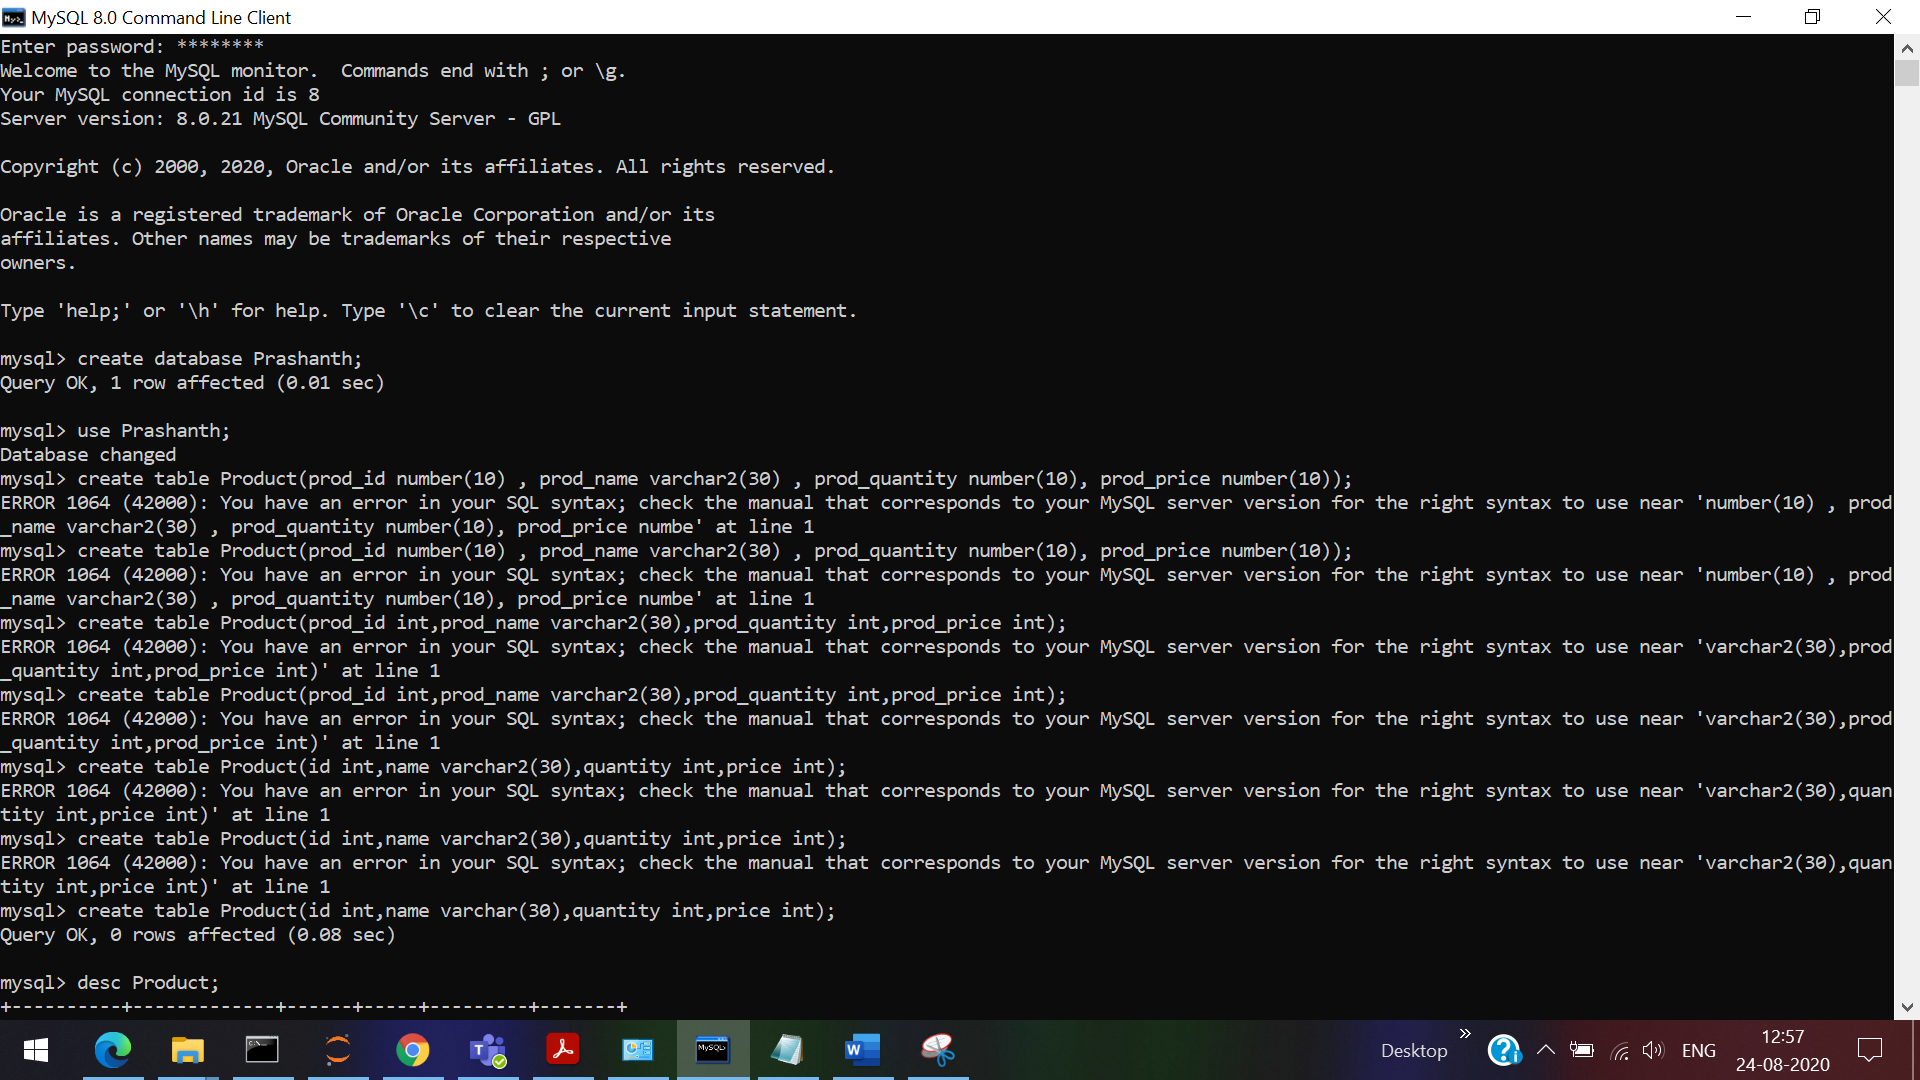 MySQL 8.0 Command Line Client
Enter password: ********
Welcome to the MySQL monitor.  Commands end with ; or \g.
Your MySQL connection id is 8
Server version: 8.0.21 MySQL Community Server - GPL
Copyright (c) 2000, 2020, Oracle and/or its affiliates. All rights reserved.
Oracle is a registered trademark of Oracle Corporation and/or its
affiliates. Other names may be trademarks of their respective
owners.
Type 'help;' or '\h' for help. Type '\c' to clear the current input statement.
mysql> create database Prashanth;
Query OK, 1 row affected (0.01 sec)
mysql> use Prashanth;
Database changed
mysql> create table Product(prod_id number(10) , prod_name varchar2(30) , prod_quantity number(10), prod_price number(10));
ERROR 1064 (42000): You have an error in your SQL syntax; check the manual that corresponds to your MySQL server version for the right syntax to use near 'number(10) , prod
_name varchar2(30) , prod_quantity number(10), prod_price numbe' at line 1
mysql> create table Product(prod_id number(10) , prod_name varchar2(30) , prod_quantity number(10), prod_price number(10));
ERROR 1064 (42000): You have an error in your SQL syntax; check the manual that corresponds to your MySQL server version for the right syntax to use near 'number(10) , prod
_name varchar2(30) , prod_quantity number(10), prod_price numbe' at line 1
mysql> create table Product(prod_id int,prod_name varchar2(30),prod_quantity int,prod_price int);
ERROR 1064 (42000): You have an error in your SQL syntax; check the manual that corresponds to your MySQL server version for the right syntax to use near 'varchar2(30),prod
_quantity int,prod_price int)' at line 1
mysql> create table Product(prod_id int,prod_name varchar2(30),prod_quantity int,prod_price int);
ERROR 1064 (42000): You have an error in your SQL syntax; check the manual that corresponds to your MySQL server version for the right syntax to use near 'varchar2(30),prod
_quantity int,prod_price int)' at line 1
mysql> create table Product(id int,name varchar2(30),quantity int,price int);
ERROR 1064 (42000): You have an error in your SQL syntax; check the manual that corresponds to your MySQL server version for the right syntax to use near 'varchar2(30),quan
tity int,price int)' at line 1
mysql> create table Product(id int,name varchar2(30),quantity int,price int);
ERROR 1064 (42000): You have an error in your SQL syntax; check the manual that corresponds to your MySQL server version for the right syntax to use near 'varchar2(30),quan
tity int,price int)' at line 1
mysql> create table Product(id int,name varchar(30),quantity int,price int);
Query OK, 0 rows affected (0.08 sec)
mysql> desc Product;
+----------+-------------+------+-----+---------+-------+
Desktop
ENG
12:57
24-08-2020